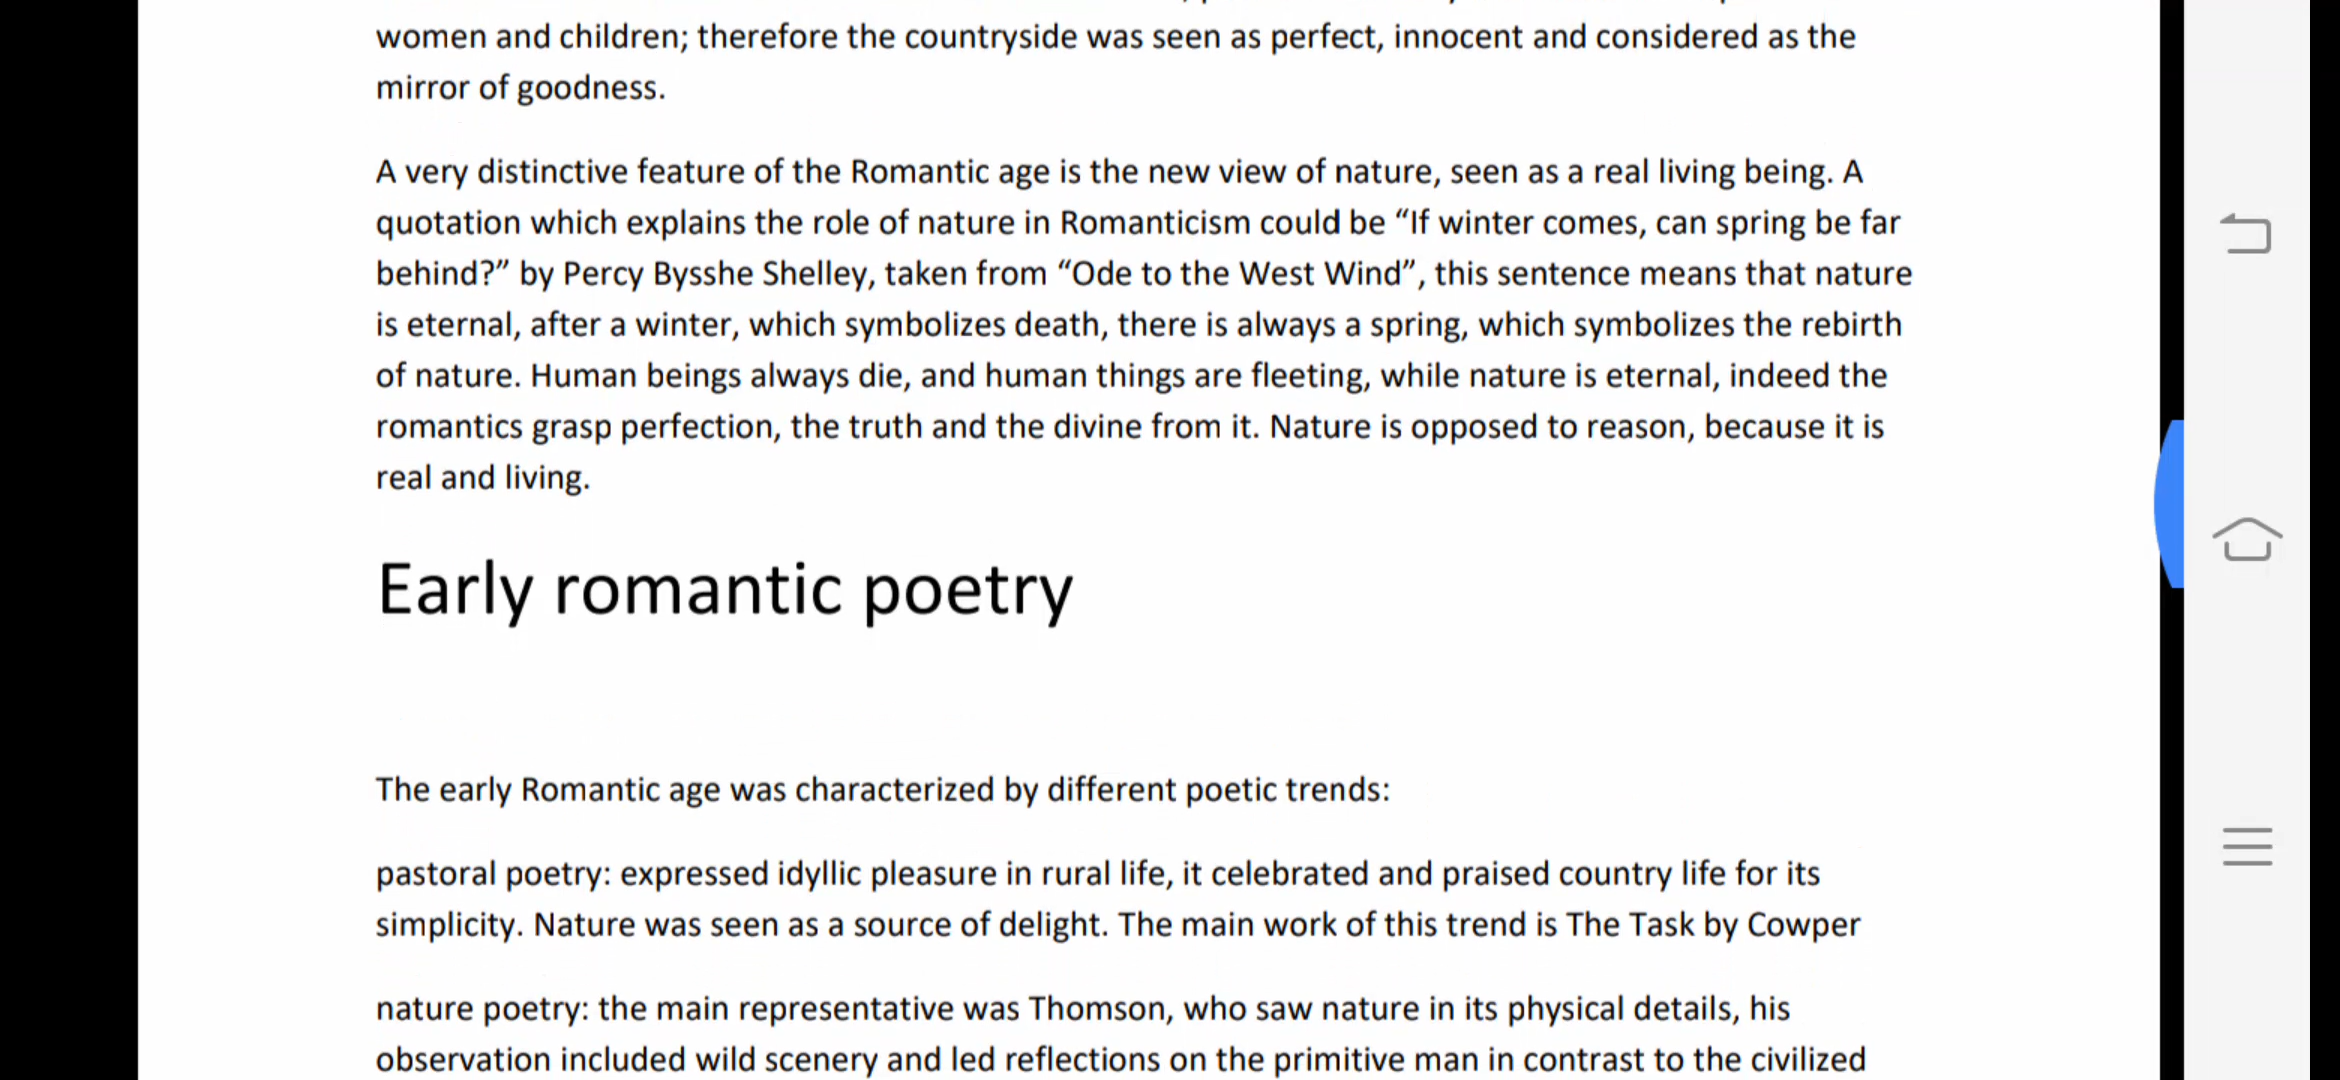 women and children; therefore the countryside was seen as perfect, innocent and considered as the
mirror of goodness.
A very distinctive feature of the Romantic age is the new view of nature, seen as a real living being. A
quotation which explains the role of nature in Romanticism could be “If winter comes, can spring be far
behind?” by Percy Bysshe Shelley, taken from “Ode to the West Wind”, this sentence means that nature
is eternal, after a winter, which symbolizes death, there is always a spring, which symbolizes the rebirth
of nature. Human beings always die, and human things are fleeting, while nature is eternal, indeed the
romantics grasp perfection, the truth and the divine from it. Nature is opposed to reason, because it is
real and living.
Early romantic poetry
The early Romantic age was characterized by different poetic trends:
pastoral poetry: expressed idyllic pleasure in rural life, it celebrated and praised country life for its
simplicity. Nature was seen as a source of delight. The main work of this trend is The Task by Cowper
nature poetry: the main representative was Thomson, who saw nature in its physical details, his
observation included wild scenery and led reflections on the primitive man in contrast to the civilized